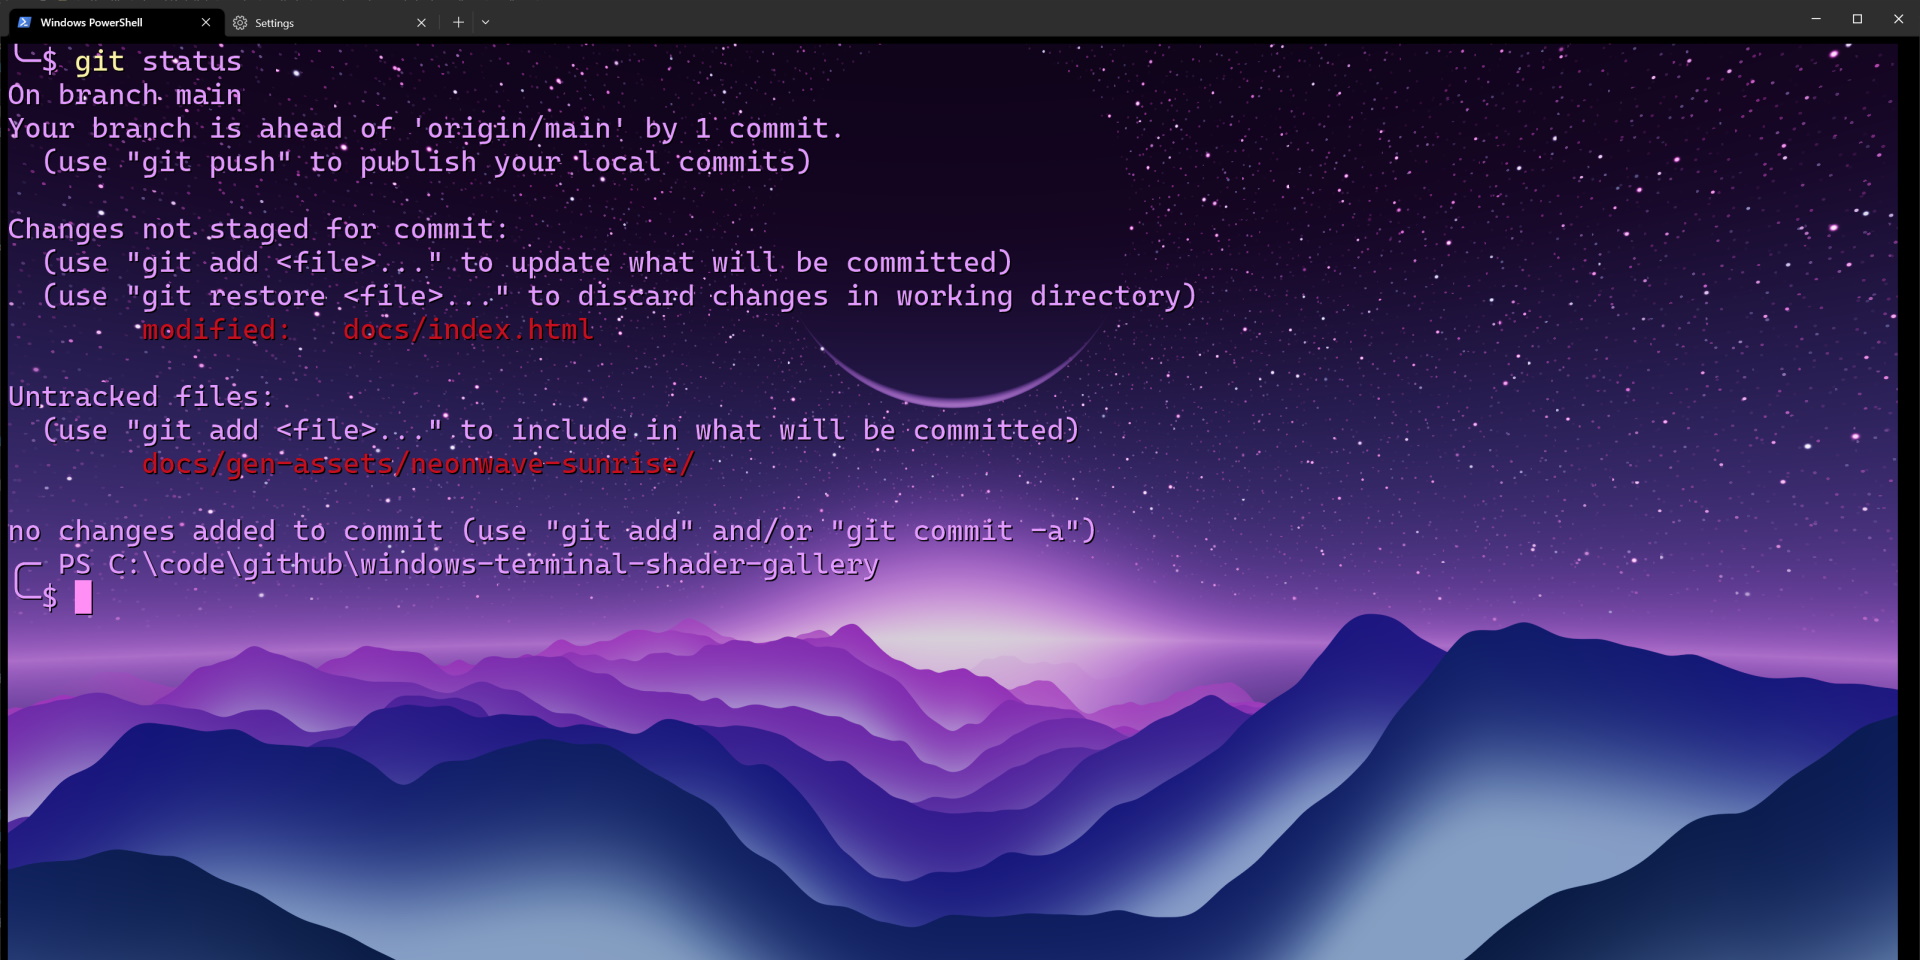 Windows PowerShell
Settings
$ git status
On branch main
Your branch is ahead of 'origin/main' by 1 commit.
  (use "git push" to publish your local commits)

Changes not staged for commit:
  (use "git add <file>..." to update what will be committed)
  (use "git restore <file>..." to discard changes in working directory)
        modified:   docs/index.html

Untracked files:
  (use "git add <file>..." to include in what will be committed)
        docs/gen-assets/neonwave-sunrise/

no changes added to commit (use "git add" and/or "git commit -a")
PS C:\code\github\windows-terminal-shader-gallery
$